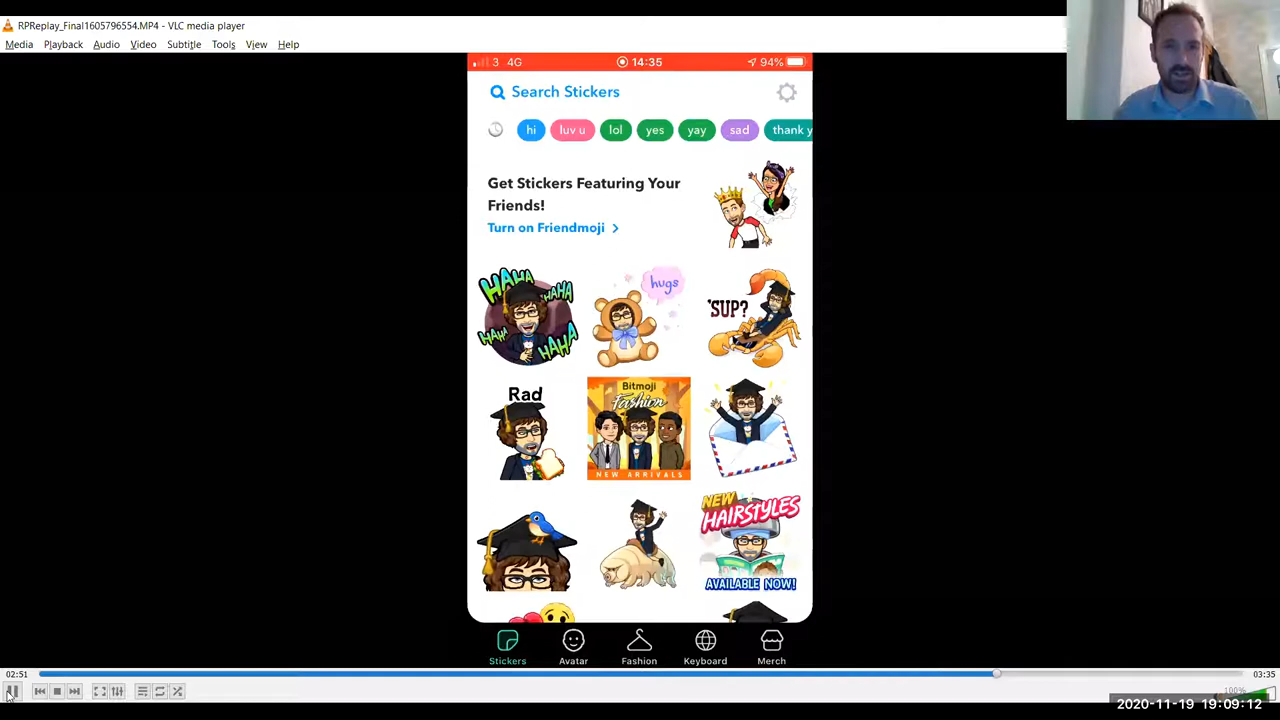 RPReplay_Final1605796554.MP4 - VLC media player
Media Playback Audio Video Subtitle Tools View Help
3 4G 14:35 94%
Search Stickers
hi luv u lol yes yay sad thank y
Get Stickers Featuring Your
Friends!
Turn on Friendmoji >
HAHA
HAHA
HAHA
HAHA
hugs
'SUP?
Rad
Bitmoji
Fashion
NEW ARRIVALS
NEW
HAIRSTYLES
AVAILABLE NOW!
Stickers Avatar Fashion Keyboard Merch
02:51 03:35
100%
2020-11-19 19:09:12